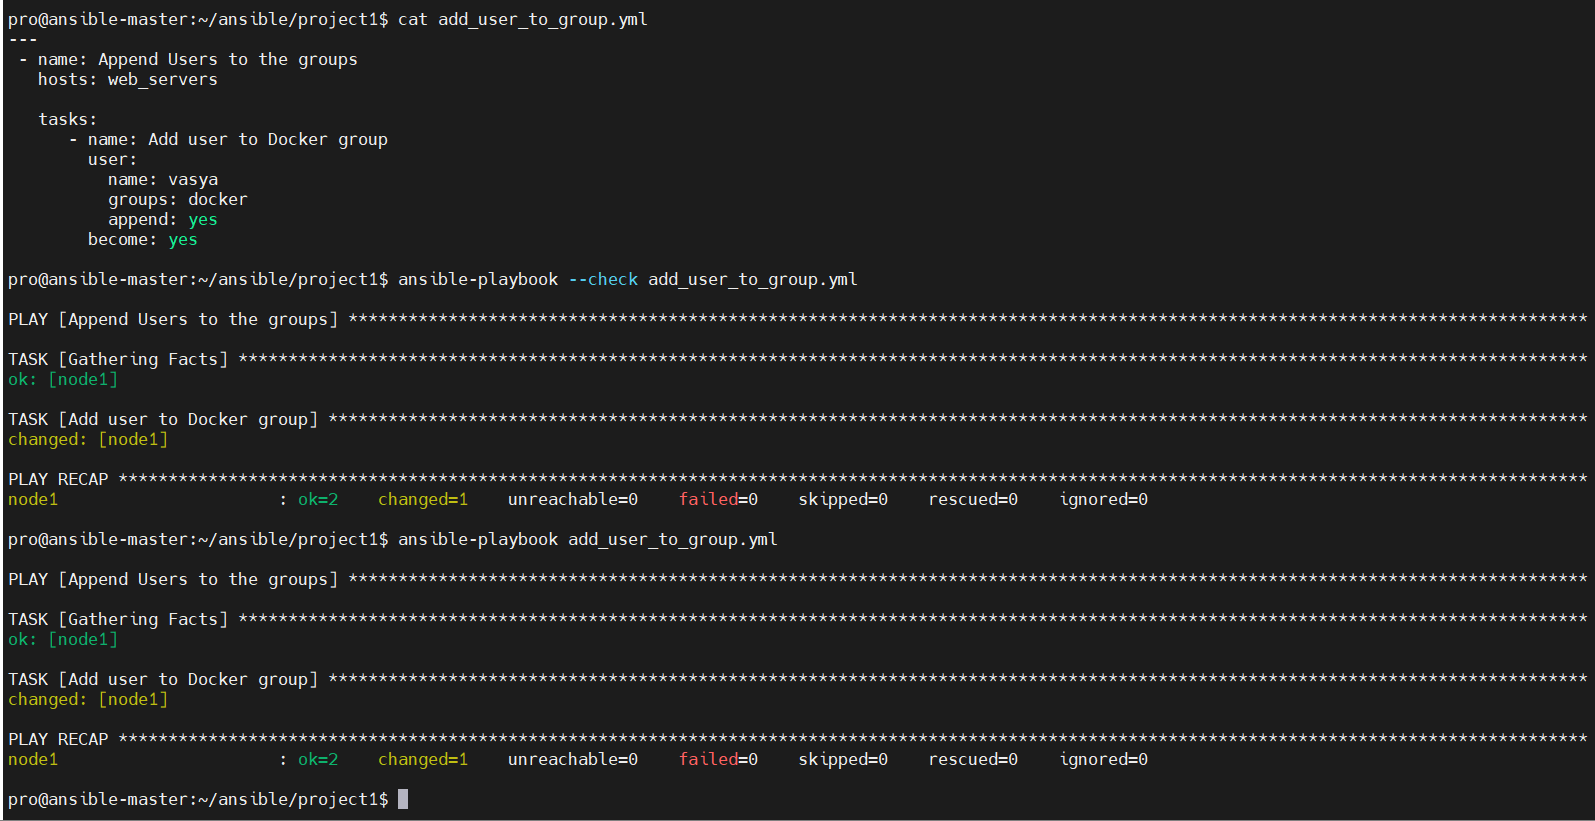 pro@ansible-master:~/ansible/project1$ cat add_user_to_group.yml
---
 - name: Append Users to the groups
   hosts: web_servers

   tasks:
      - name: Add user to Docker group
        user:
          name: vasya
          groups: docker
          append: yes
        become: yes

pro@ansible-master:~/ansible/project1$ ansible-playbook --check add_user_to_group.yml

PLAY [Append Users to the groups] ****************************************************************************************************************************

TASK [Gathering Facts] ***************************************************************************************************************************************
ok: [node1]

TASK [Add user to Docker group] ******************************************************************************************************************************
changed: [node1]

PLAY RECAP ***************************************************************************************************************************************************
node1                      : ok=2    changed=1    unreachable=0    failed=0    skipped=0    rescued=0    ignored=0

pro@ansible-master:~/ansible/project1$ ansible-playbook add_user_to_group.yml

PLAY [Append Users to the groups] ****************************************************************************************************************************

TASK [Gathering Facts] ***************************************************************************************************************************************
ok: [node1]

TASK [Add user to Docker group] ******************************************************************************************************************************
changed: [node1]

PLAY RECAP ***************************************************************************************************************************************************
node1                      : ok=2    changed=1    unreachable=0    failed=0    skipped=0    rescued=0    ignored=0

pro@ansible-master:~/ansible/project1$